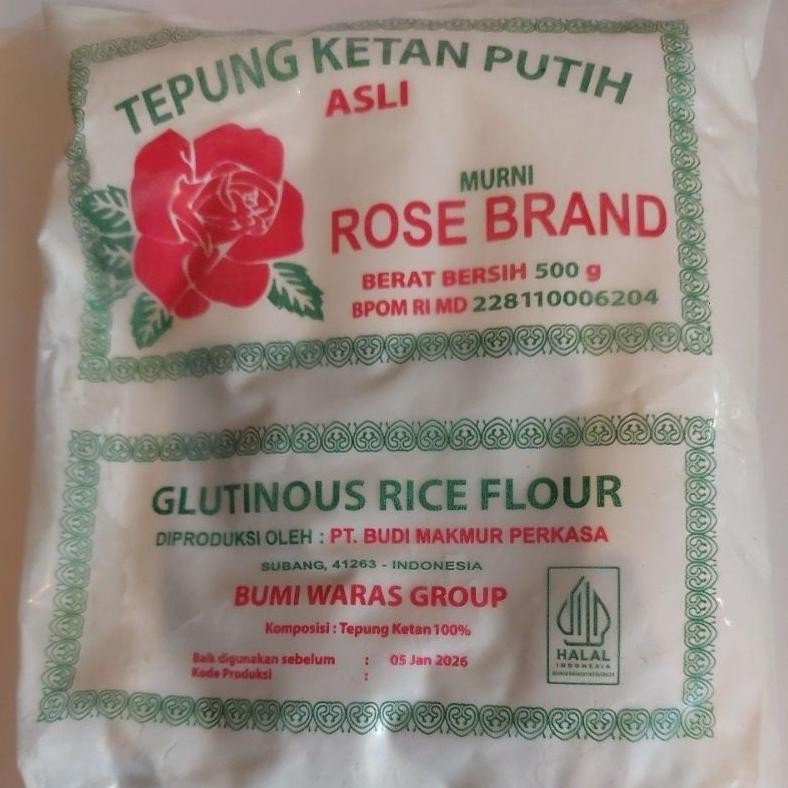 TEPUNG KETAN PUTIH
ASLI
MURNI
ROSE BRAND
BERAT BERSIH 500 g
BPOM RI MD 228110006204
GLUTINOUS RICE FLOUR
DIPRODUKSI OLEH : PT. BUDI MAKMUR PERKASA
SUBANG, 41263 - INDONESIA
BUMI WARAS GROUP
Komposisi : Tepung Ketan 100%
Baik digunakan sebelum : 05 Jan 2026
Kode Produksi :
HALAL
INDONESIA